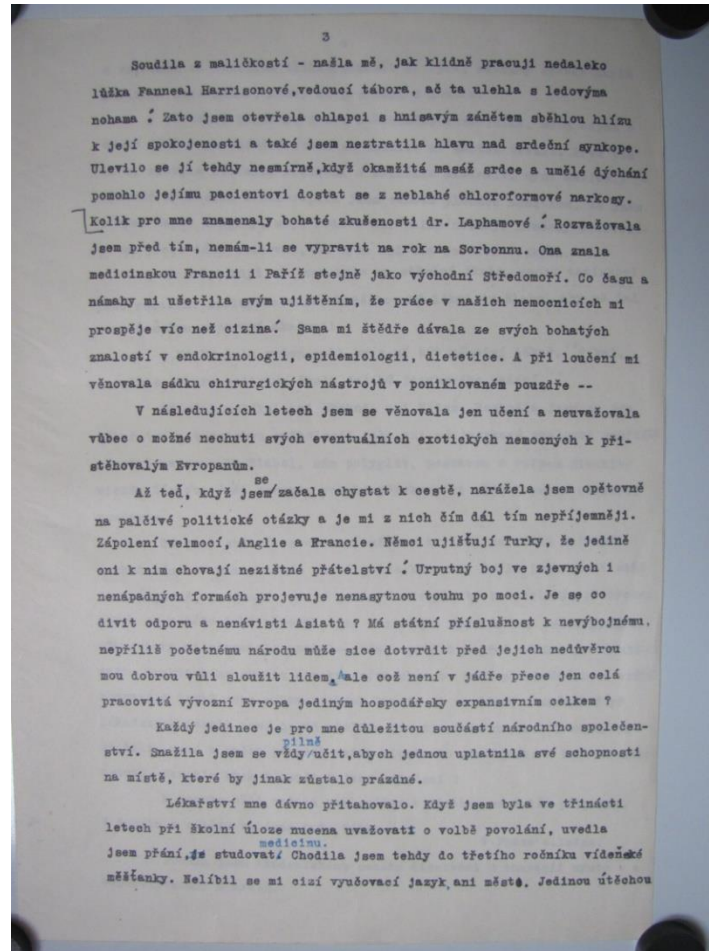 3
Soudila z maličkostí - našla mě, jak klidně pracuji nedaleko
lůžka Fanneal Harrisonové,vedoucí tábora, ač ta ulehla s ledovýma
nohama ! Zato jsem otevřela chlapci s hnisavým zánětem sběhlou hlízu
k její spokojenosti a také jsem neztratila hlavu nad srdeční synkope.
Ulevilo se jí tehdy nesmírně,když okamžitá masáž srdce a umělé dýchání
pomohlo jejímu pacientovi dostat se z neblahé chloroformové narkosy.
Kolik pro mne znamenaly bohaté zkušenosti dr. Laphamové ! Rozvažovala
jsem před tím, nemám-li se vypravit na rok na Sorbonnu. Ona znala
medicinskou Francii i Paříž stejně jako východní Středomoří. Co času a
námahy mi ušetřila svým ujištěním, že práce v našich nemocnicích mi
prospěje víc než cizina! Sama mi štědře dávala ze svých bohatých
znalostí v endokrinologii, epidemiologii, dietetice. A při loučení mi
věnovala sádku chirurgických nástrojů v poniklovaném pouzdře --
V následujících letech jsem se věnovala jen učení a neuvažovala
vůbec o možné nechuti svých eventuálních exotických nemocných k při-
stěhovalým Evropanům.
Až teď, když jsem se začala chystat k cestě, narážela jsem opětovně
na palčivé politické otázky a je mi z nich čím dál tím nepříjemněji.
Zápolení velmocí, Anglie a Francie. Němci ujišťují Turky, že jedině
oni k nim chovají nezištné přátelství ! Urputný boj ve zjevných i
nenápadných formách projevuje nenasytnou touhu po moci. Je se co
divit odporu a nenávisti Asiatů ? Má státní příslušnost k nevýbojnému,
nepříliš početnému národu může sice dotvrdit před jejich nedůvěrou
mou dobrou vůli sloužit lidem. Ale což není v jádře přece jen celá
pracovitá vývozní Evropa jediným hospodářsky expansivním celkem ?
Každý jedinec je pro mne důležitou součástí národního společen-
ství. Snažila jsem se vždy pilně učit,abych jednou uplatnila své schopnosti
na místě, které by jinak zůstalo prázdné.
Lékařství mne dávno přitahovalo. Když jsem byla ve třinácti
letech při školní úloze nucena uvažovati o volbě povolání, uvedla
jsem přání, studovati medicinu. Chodila jsem tehdy do třetího ročníku vídeňské
měšťanky. Nelíbil se mi cizí vyučovací jazyk, ani město. Jedinou útěchou